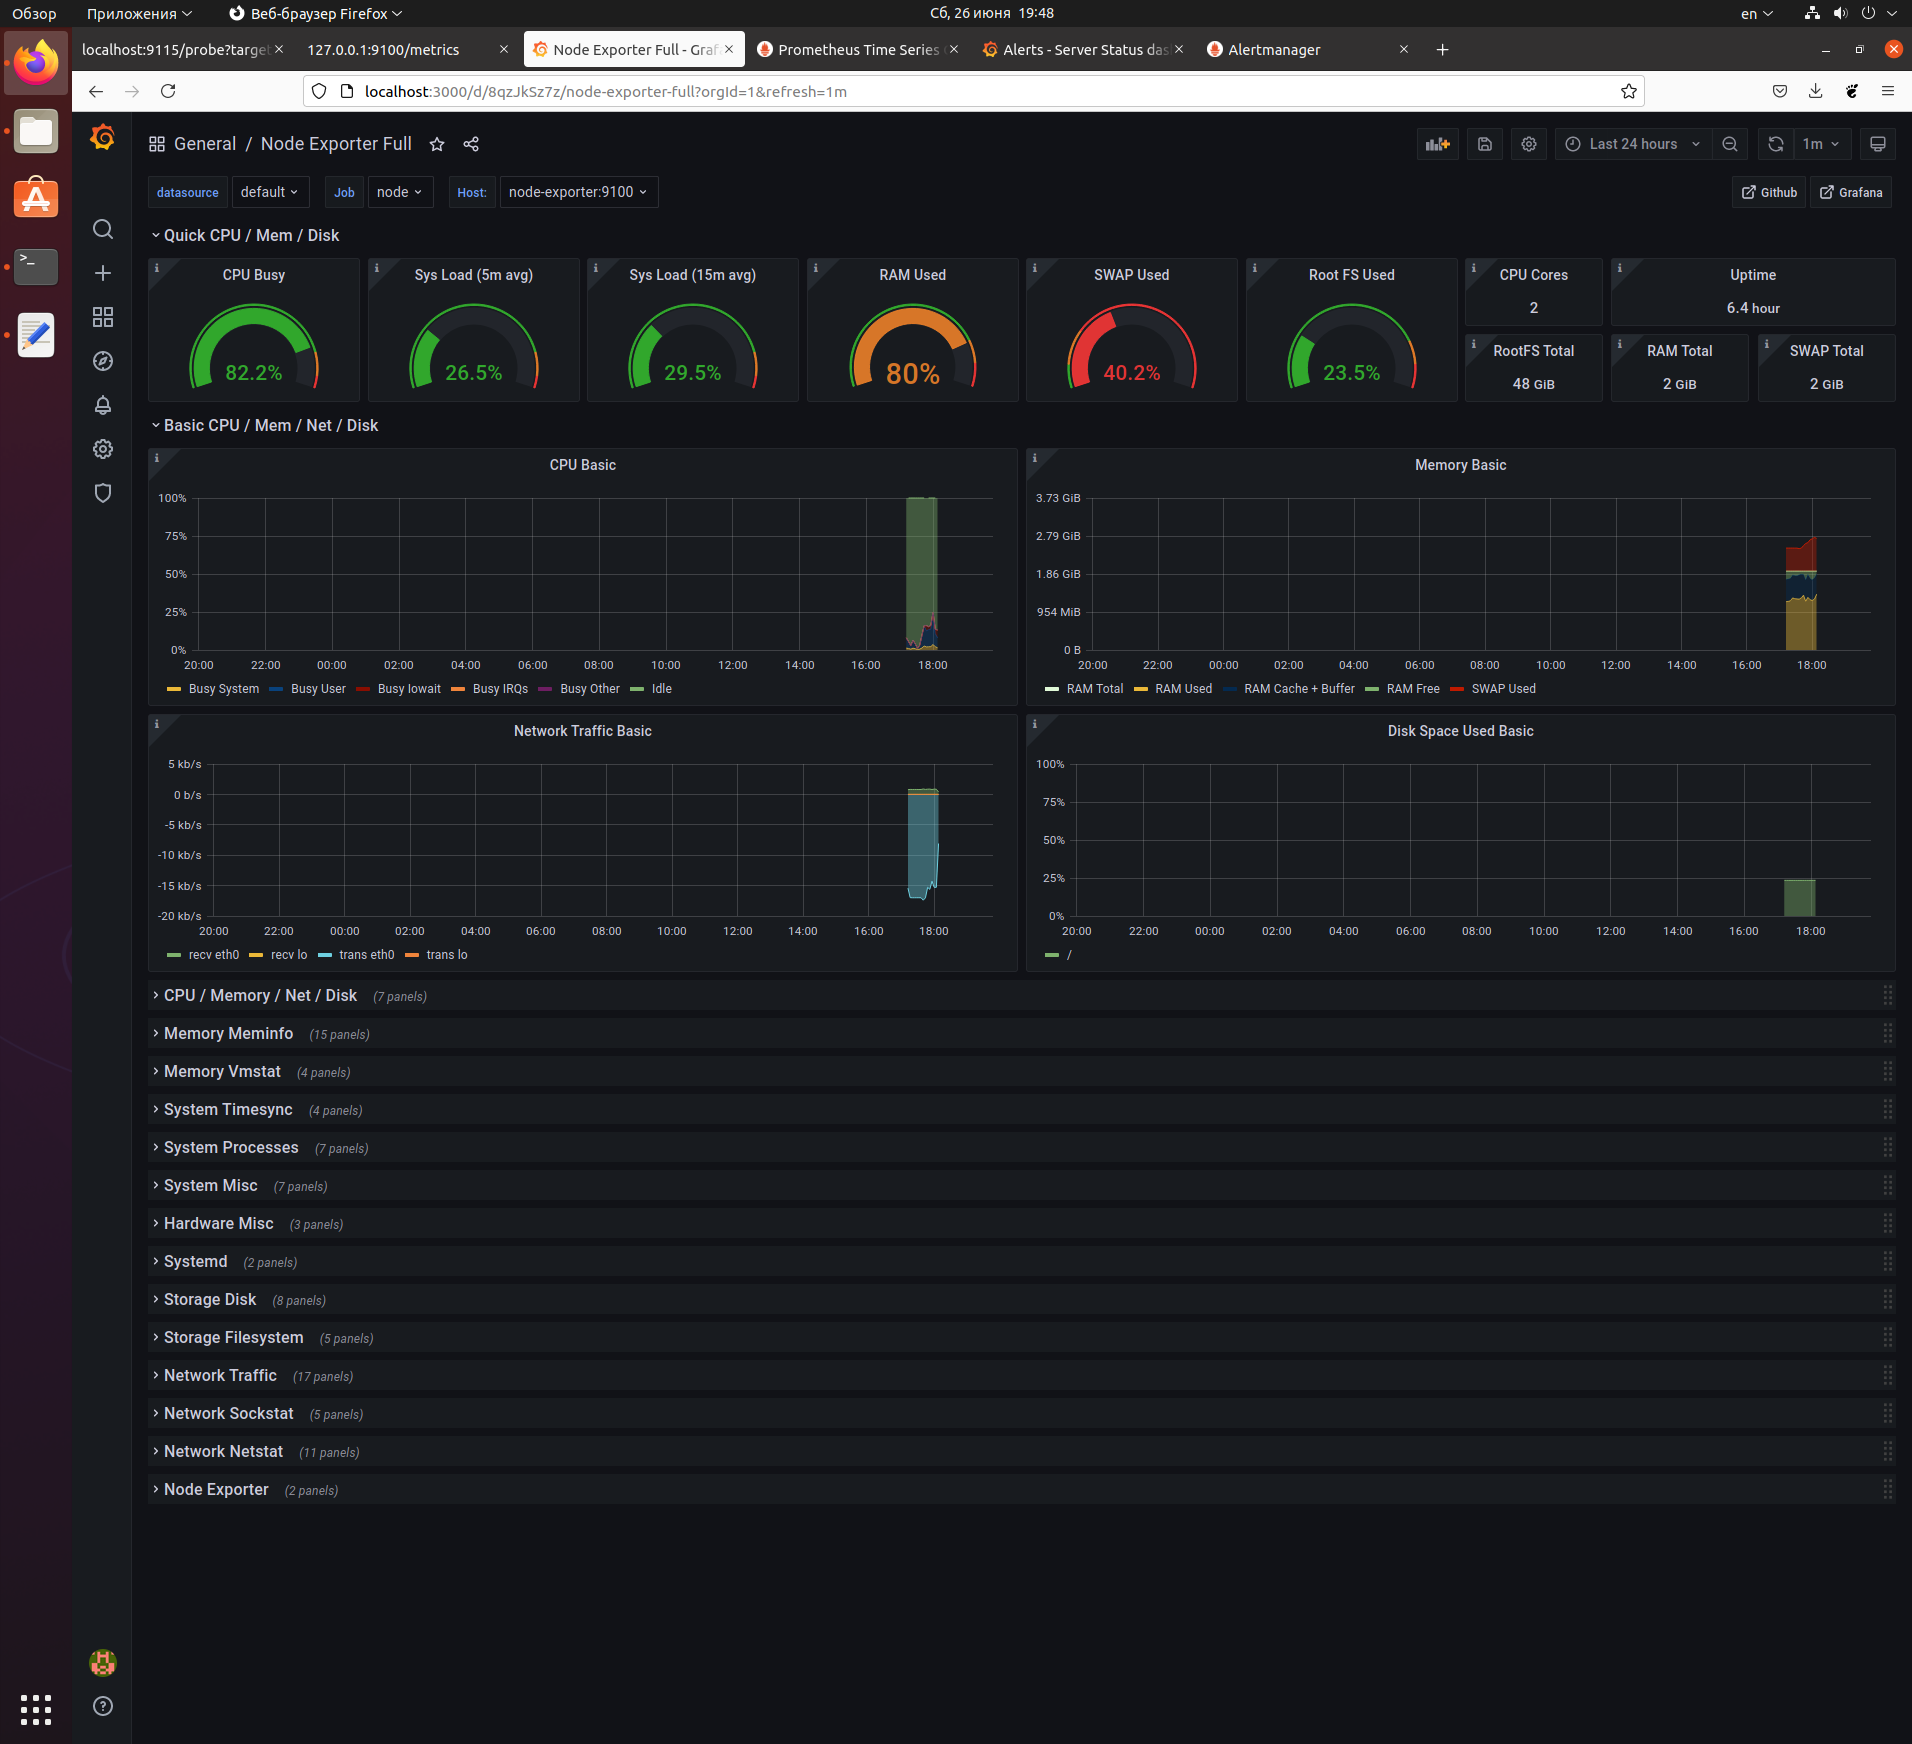 Обзор Приложения Веб-браузер Firefox Сб, 26 июня 19:48 en
localhost:9115/probe?target 127.0.0.1:9100/metrics Node Exporter Full - Graf Prometheus Time Series Alerts - Server Status das Alertmanager
localhost:3000/d/8qzJkSz7z/node-exporter-full?orgId=1&refresh=1m
General / Node Exporter Full Last 24 hours 1m
datasource default Job node Host: node-exporter:9100 Github Grafana
Quick CPU / Mem / Disk
CPU Busy Sys Load (5m avg) Sys Load (15m avg) RAM Used SWAP Used Root FS Used CPU Cores Uptime
2 6.4 hour
RootFS Total RAM Total SWAP Total
82.2% 26.5% 29.5% 80% 40.2% 23.5% 48 GiB 2 GiB 2 GiB
Basic CPU / Mem / Net / Disk
CPU Basic
100%
75%
50%
25%
0%
20:00 22:00 00:00 02:00 04:00 06:00 08:00 10:00 12:00 14:00 16:00 18:00
Busy System Busy User Busy Iowait Busy IRQs Busy Other Idle
Memory Basic
3.73 GiB
2.79 GiB
1.86 GiB
954 MiB
0 B
20:00 22:00 00:00 02:00 04:00 06:00 08:00 10:00 12:00 14:00 16:00 18:00
RAM Total RAM Used RAM Cache + Buffer RAM Free SWAP Used
Network Traffic Basic
5 kb/s
0 b/s
-5 kb/s
-10 kb/s
-15 kb/s
-20 kb/s
20:00 22:00 00:00 02:00 04:00 06:00 08:00 10:00 12:00 14:00 16:00 18:00
recv eth0 recv lo trans eth0 trans lo
Disk Space Used Basic
100%
75%
50%
25%
0%
20:00 22:00 00:00 02:00 04:00 06:00 08:00 10:00 12:00 14:00 16:00 18:00
/
CPU / Memory / Net / Disk (7 panels)
Memory Meminfo (15 panels)
Memory Vmstat (4 panels)
System Timesync (4 panels)
System Processes (7 panels)
System Misc (7 panels)
Hardware Misc (3 panels)
Systemd (2 panels)
Storage Disk (8 panels)
Storage Filesystem (5 panels)
Network Traffic (17 panels)
Network Sockstat (5 panels)
Network Netstat (11 panels)
Node Exporter (2 panels)